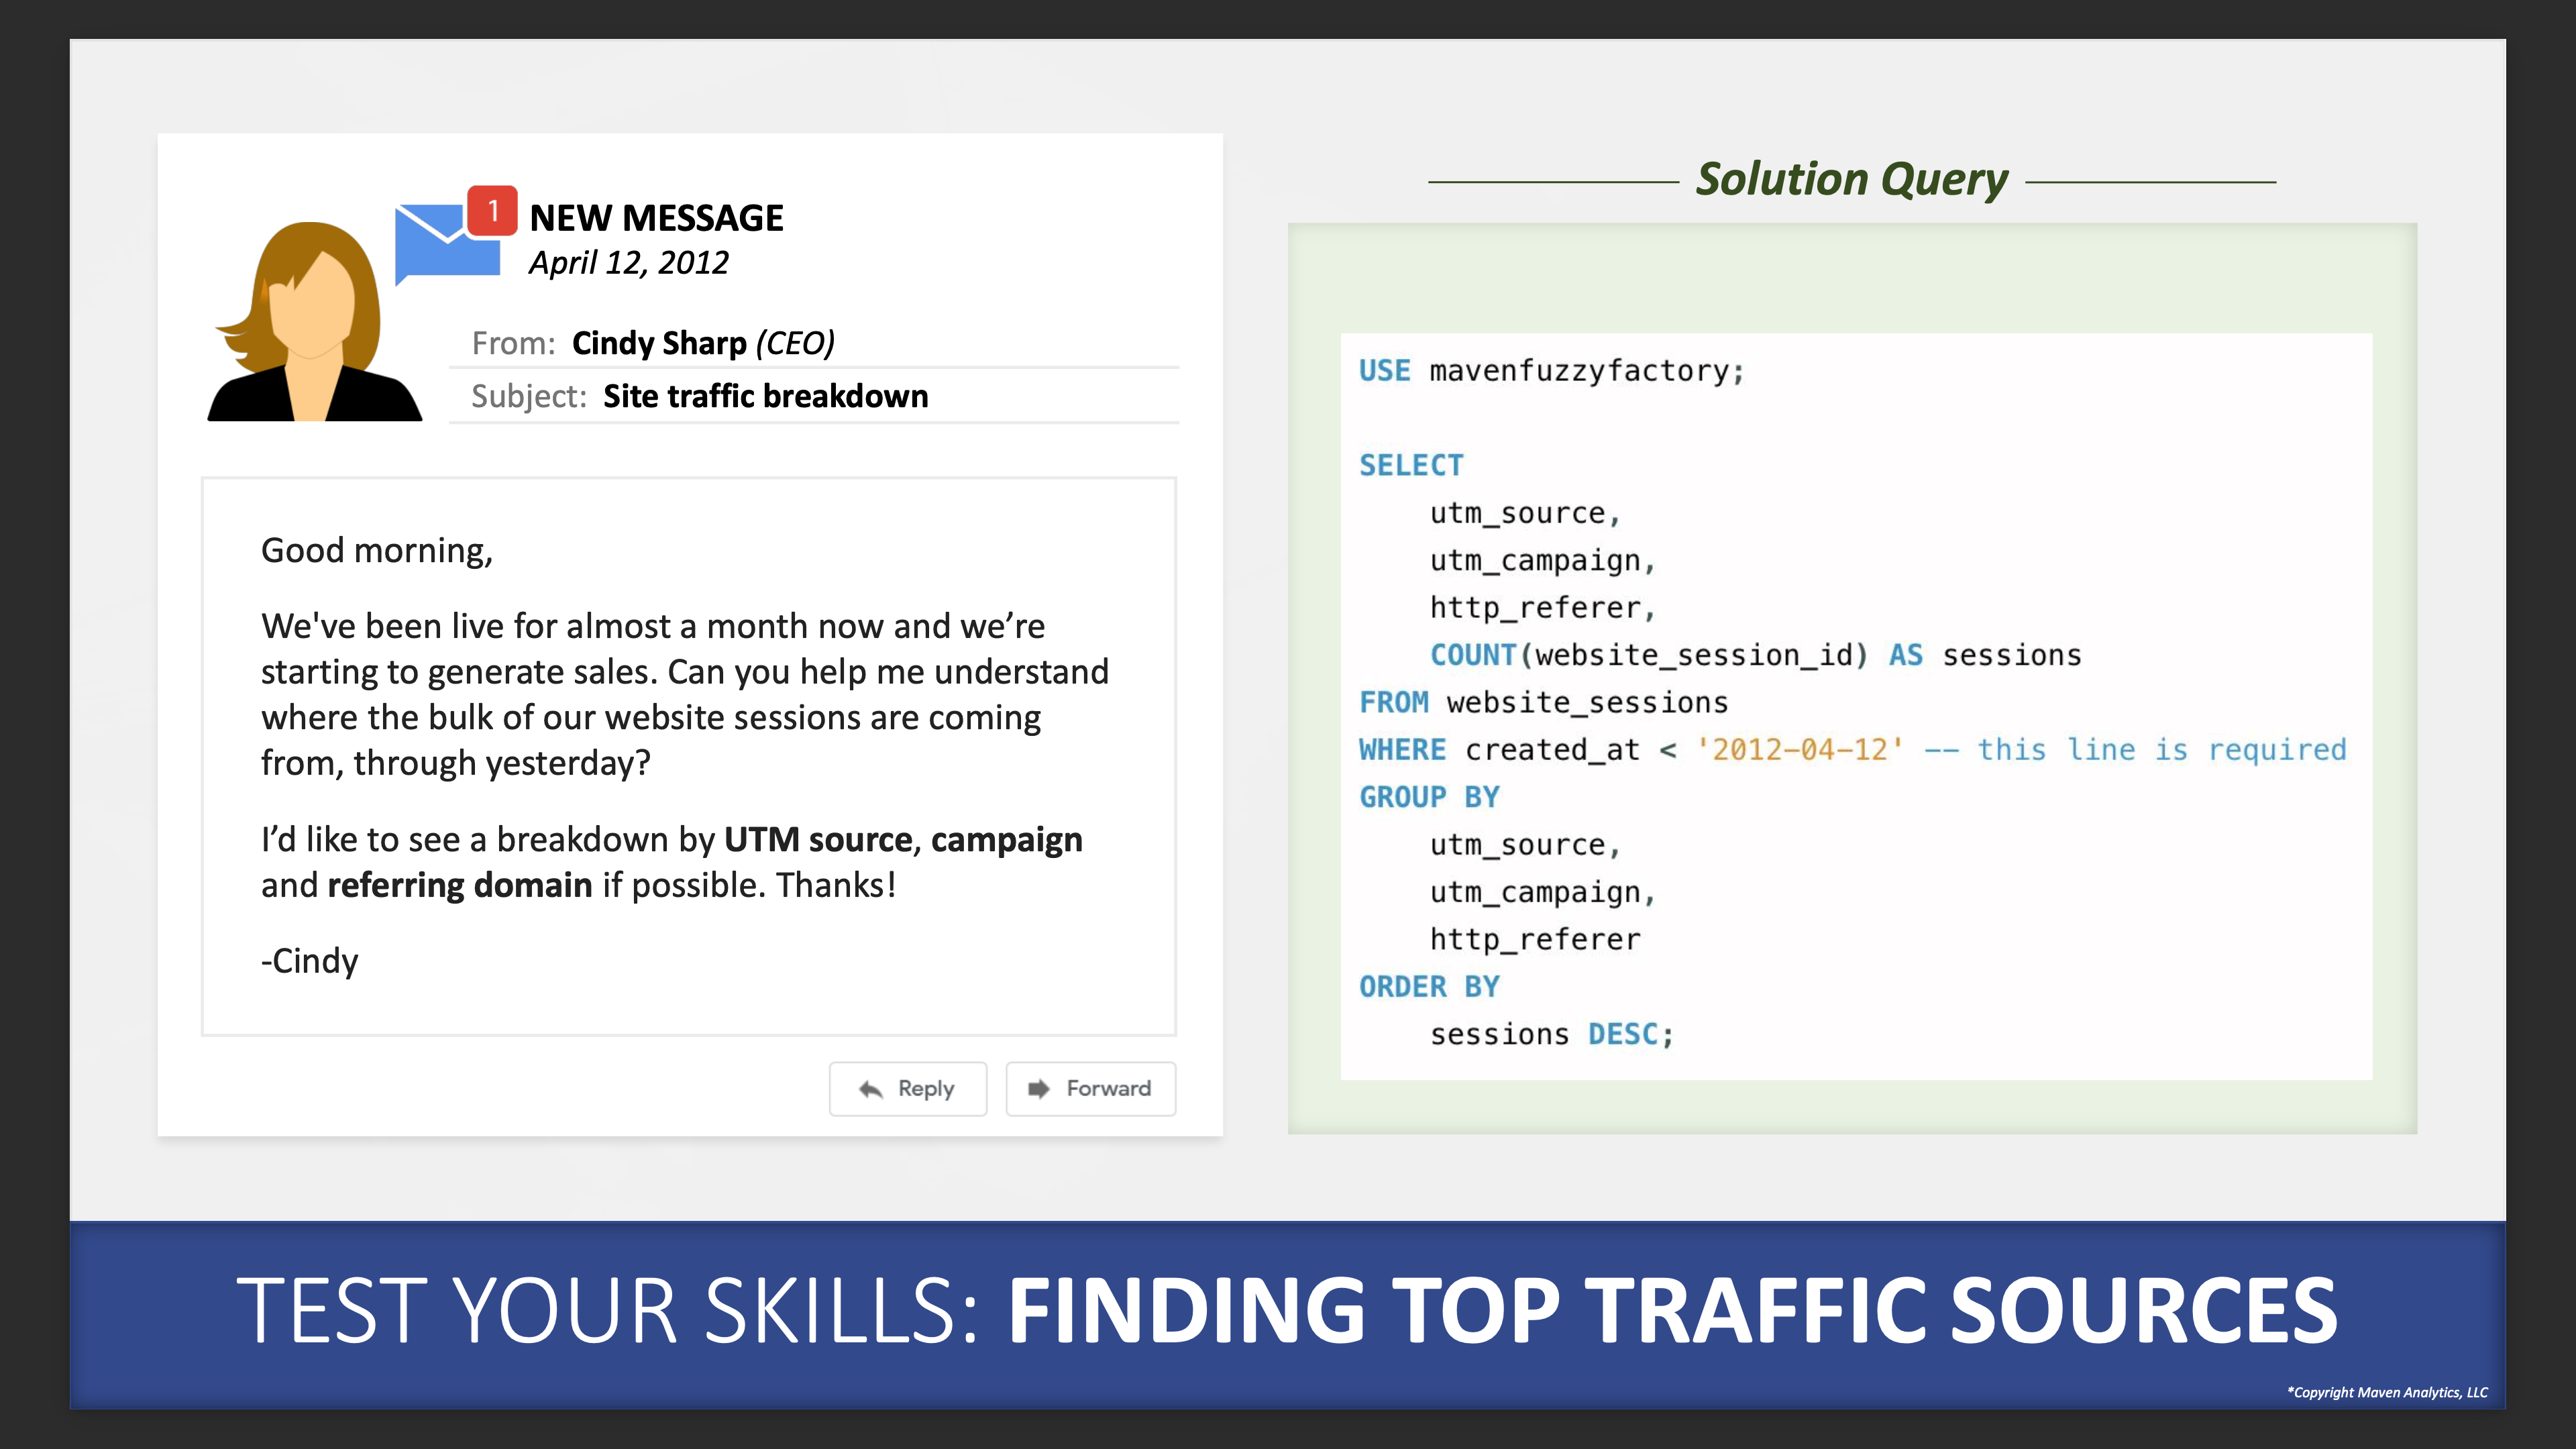 1
NEW MESSAGE
April 12, 2012
From: Cindy Sharp (CEO)
Subject: Site traffic breakdown
Good morning,
We've been live for almost a month now and we’re
starting to generate sales. Can you help me understand
where the bulk of our website sessions are coming
from, through yesterday?
I’d like to see a breakdown by UTM source, campaign
and referring domain if possible. Thanks!
-Cindy
Reply
Forward
Solution Query
USE mavenfuzzyfactory;
SELECT
utm_source,
utm_campaign,
http_referer,
COUNT(website_session_id) AS sessions
FROM website_sessions
WHERE created_at < '2012-04-12' -- this line is required
GROUP BY
utm_source,
utm_campaign,
http_referer
ORDER BY
sessions DESC;
TEST YOUR SKILLS: FINDING TOP TRAFFIC SOURCES
*Copyright Maven Analytics, LLC